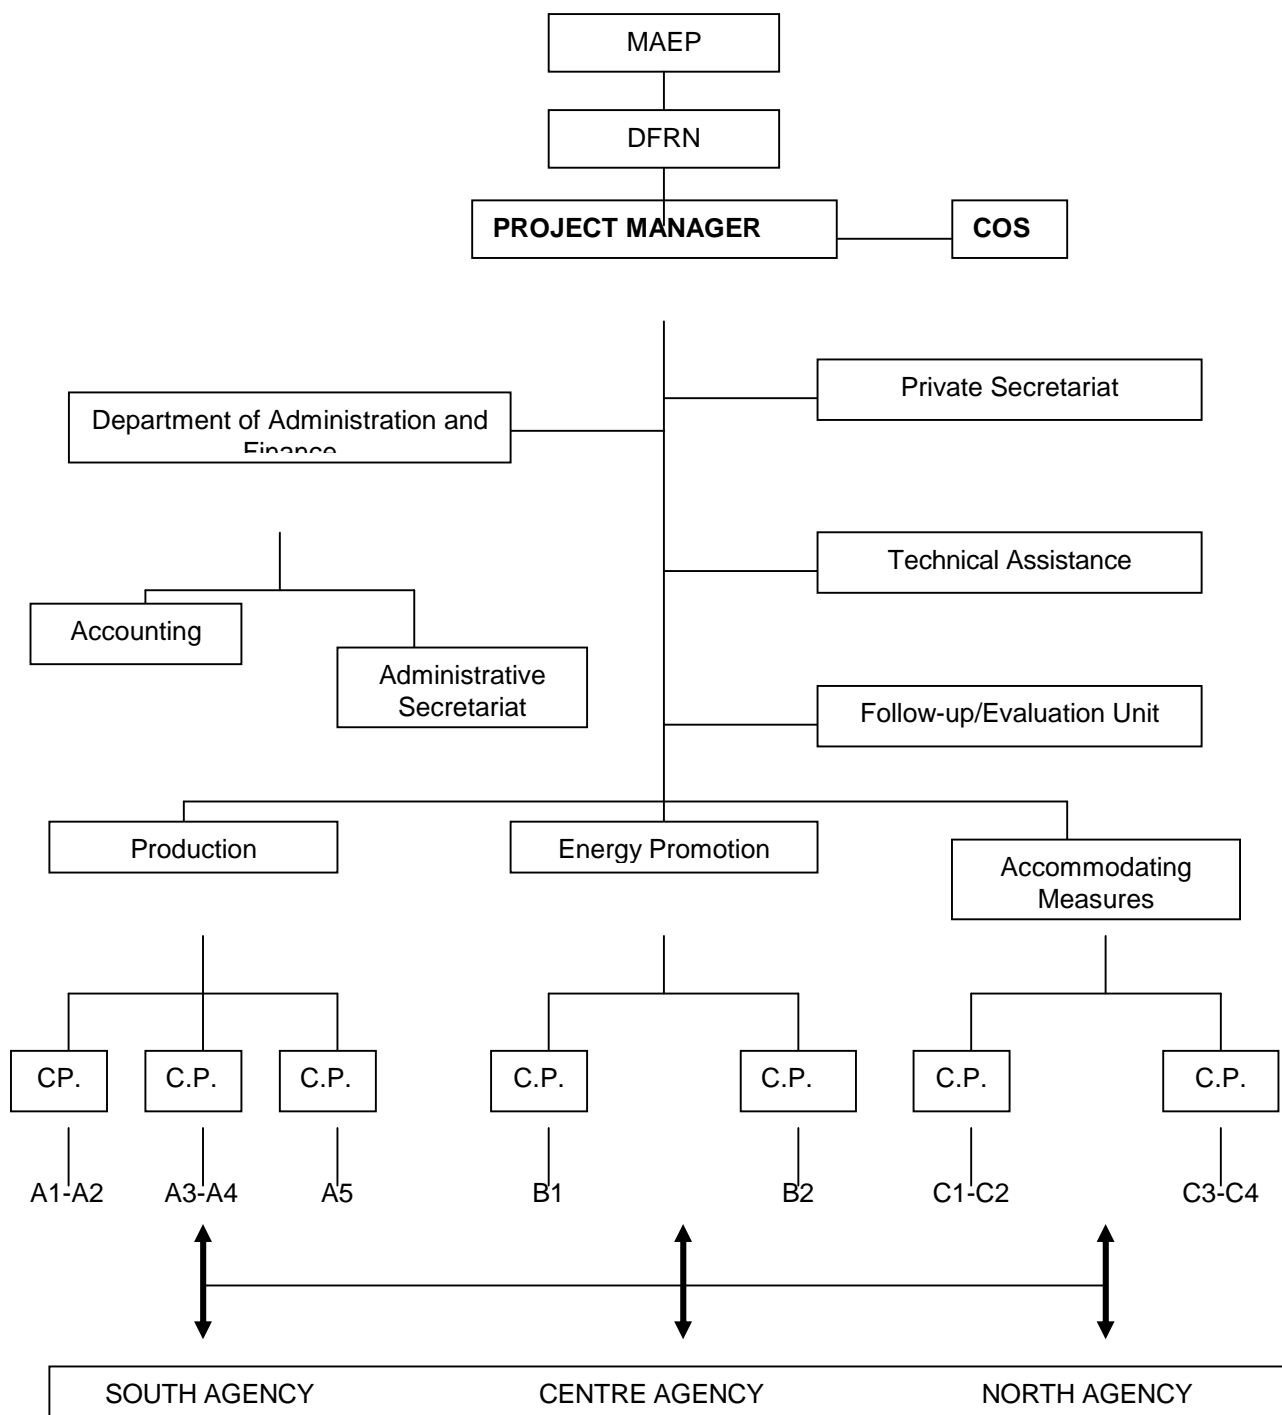 MAEP
DFRN
PROJECT MANAGER
COS
Private Secretariat
Department of Administration and
Finance
Technical Assistance
Accounting
Administrative
Secretariat
Follow-up/Evaluation Unit
Production
Energy Promotion
Accommodating
Measures
CP.
C.P.
C.P.
C.P.
C.P.
C.P.
C.P.
A1-A2
A3-A4
A5
B1
B2
C1-C2
C3-C4
SOUTH AGENCY
CENTRE AGENCY
NORTH AGENCY